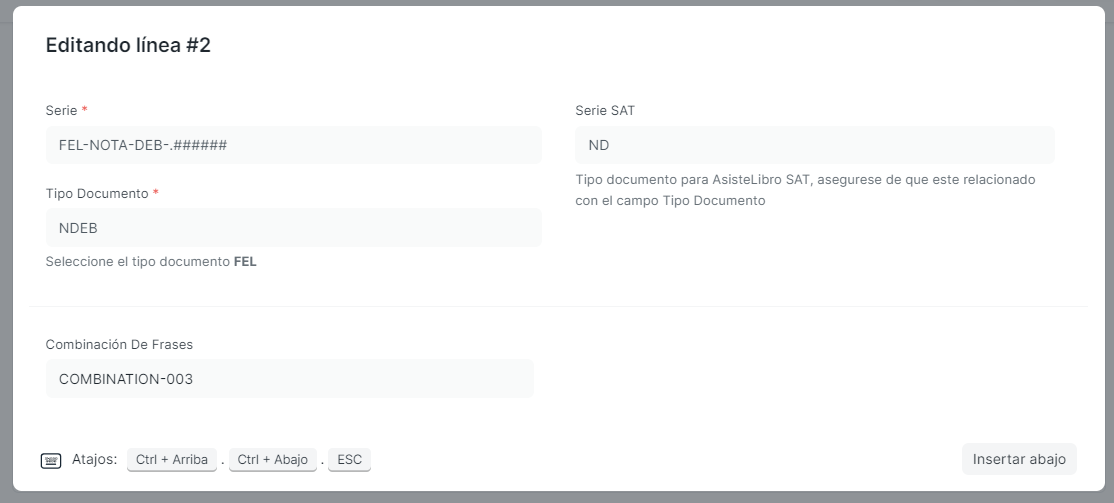 Editando línea #2
Serie *
FEL-NOTA-DEB-.######
Tipo Documento *
NDEB
Seleccione el tipo documento FEL
Serie SAT
ND
Tipo documento para AsisteLibro SAT, asegurese de que este relacionado
con el campo Tipo Documento
Combinación De Frases
COMBINATION-003
Atajos: Ctrl + Arriba . Ctrl + Abajo . ESC
Insertar abajo